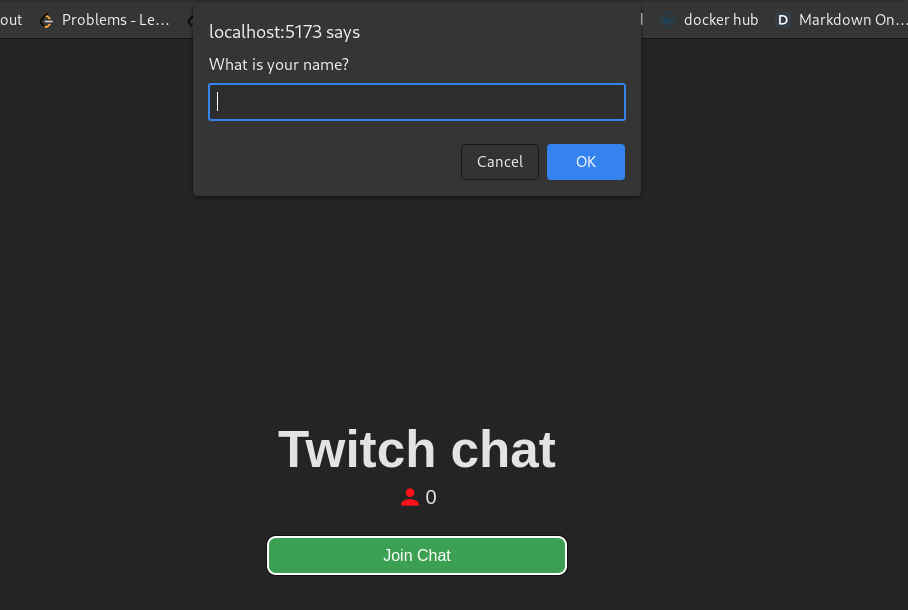 out Problems - Le... docker hub D Markdown On...
localhost:5173 says
What is your name?
Cancel OK
Twitch chat
0
Join Chat